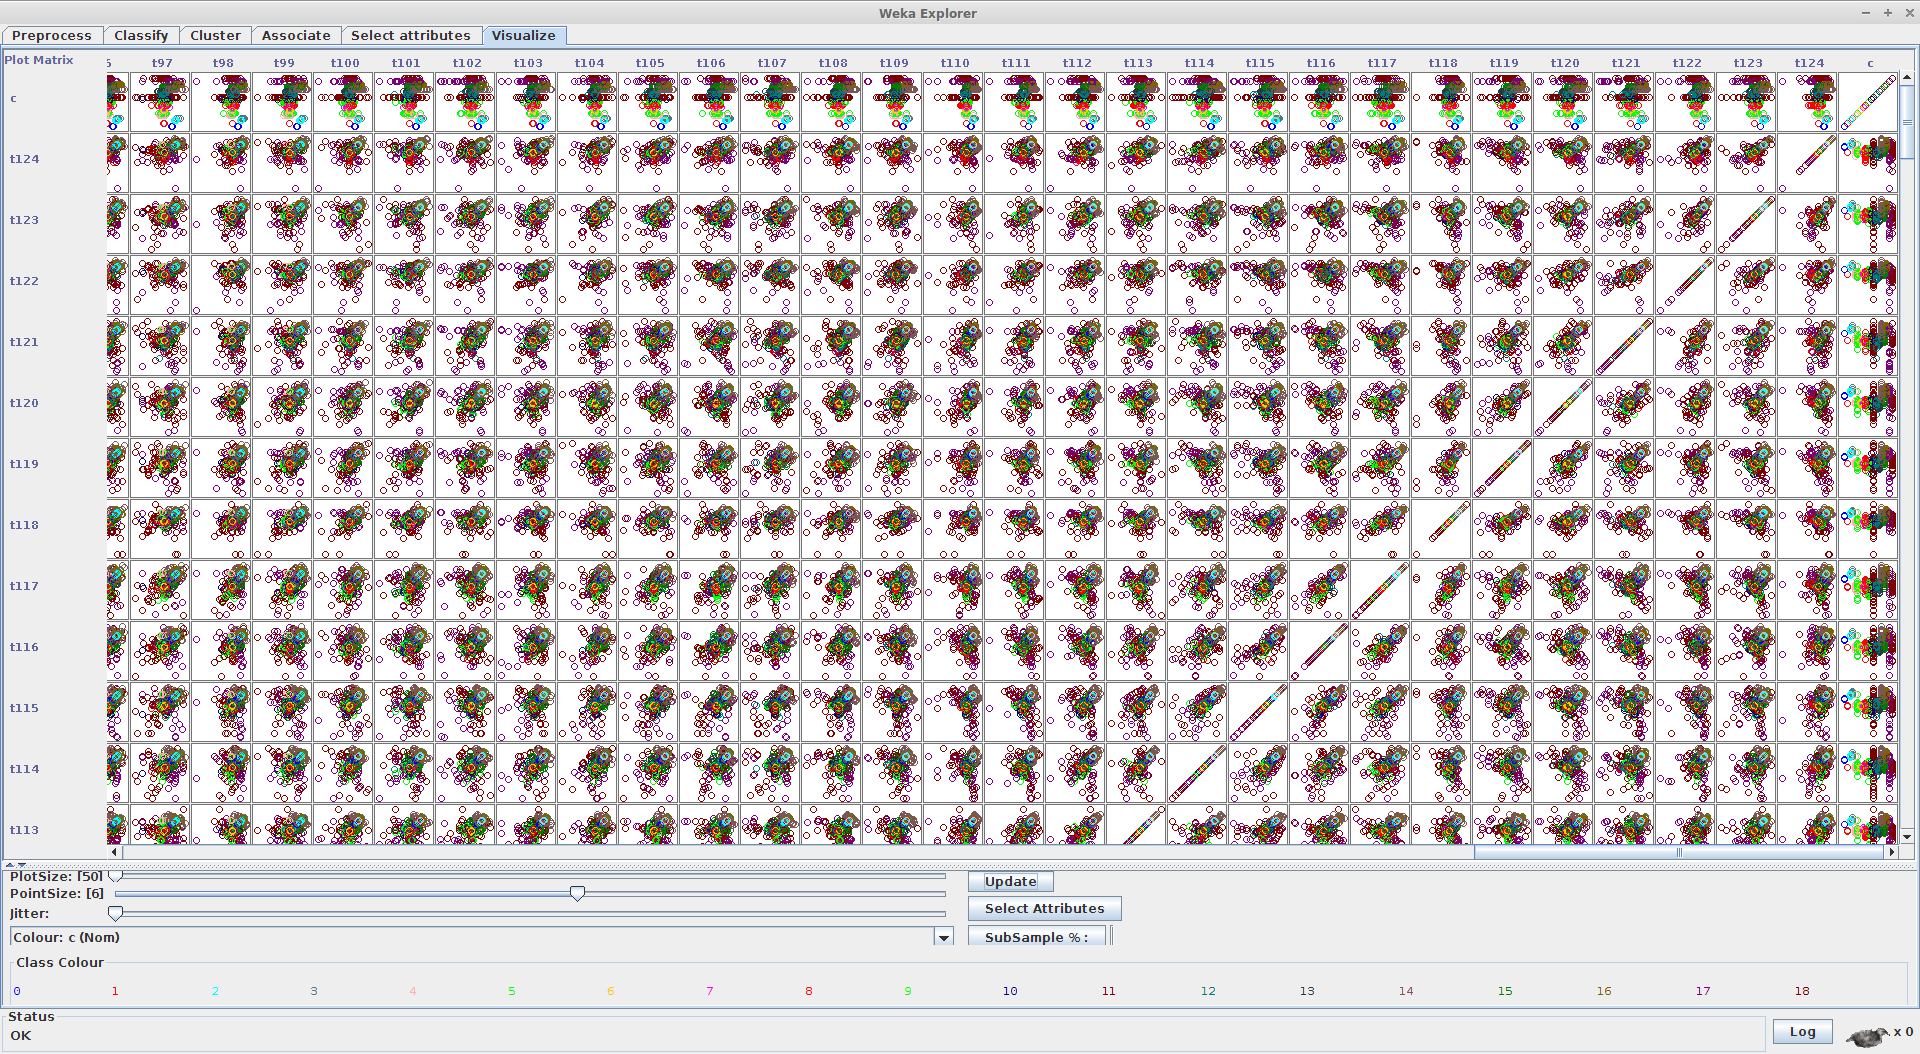 Weka Explorer
Preprocess Classify Cluster Associate Select attributes Visualize
Plot Matrix
6 t97 t98 t99 t100 t101 t102 t103 t104 t105 t106 t107 t108 t109 t110 t111 t112 t113 t114 t115 t116 t117 t118 t119 t120 t121 t122 t123 t124 c
c
t124
t123
t122
t121
t120
t119
t118
t117
t116
t115
t114
t113
PlotSize: [50]
PointSize: [6]
Jitter:
Colour: c (Nom)
Update
Select Attributes
SubSample % :
Class Colour
0 1 2 3 4 5 6 7 8 9 10 11 12 13 14 15 16 17 18
Status
OK
Log
x 0